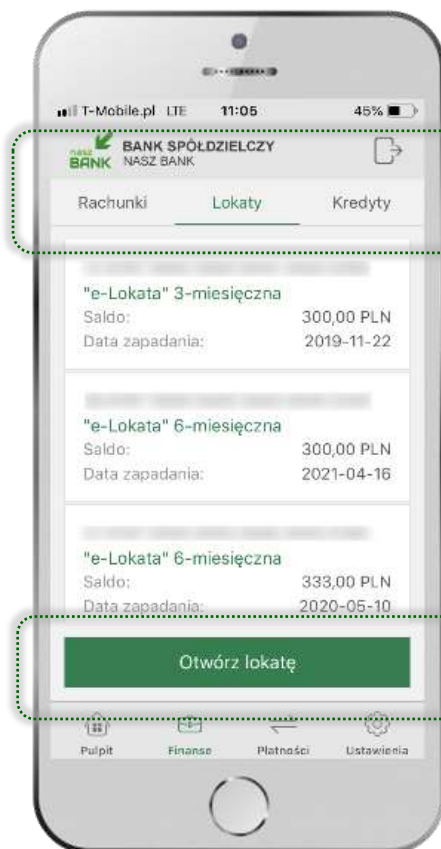 T-Mobile.pl LTE 11:05 45%
nasz BANK BANK SPÓŁDZIELCZY NASZ BANK
Rachunki Lokaty Kredyty
"e-Lokata" 3-miesięczna
Saldo: 300,00 PLN
Data zapadania: 2019-11-22
"e-Lokata" 6-miesięczna
Saldo: 300,00 PLN
Data zapadania: 2021-04-16
"e-Lokata" 6-miesięczna
Saldo: 333,00 PLN
Data zapadania: 2020-05-10
Otwórz lokatę
Pulpit Finanse Płatności Ustawienia